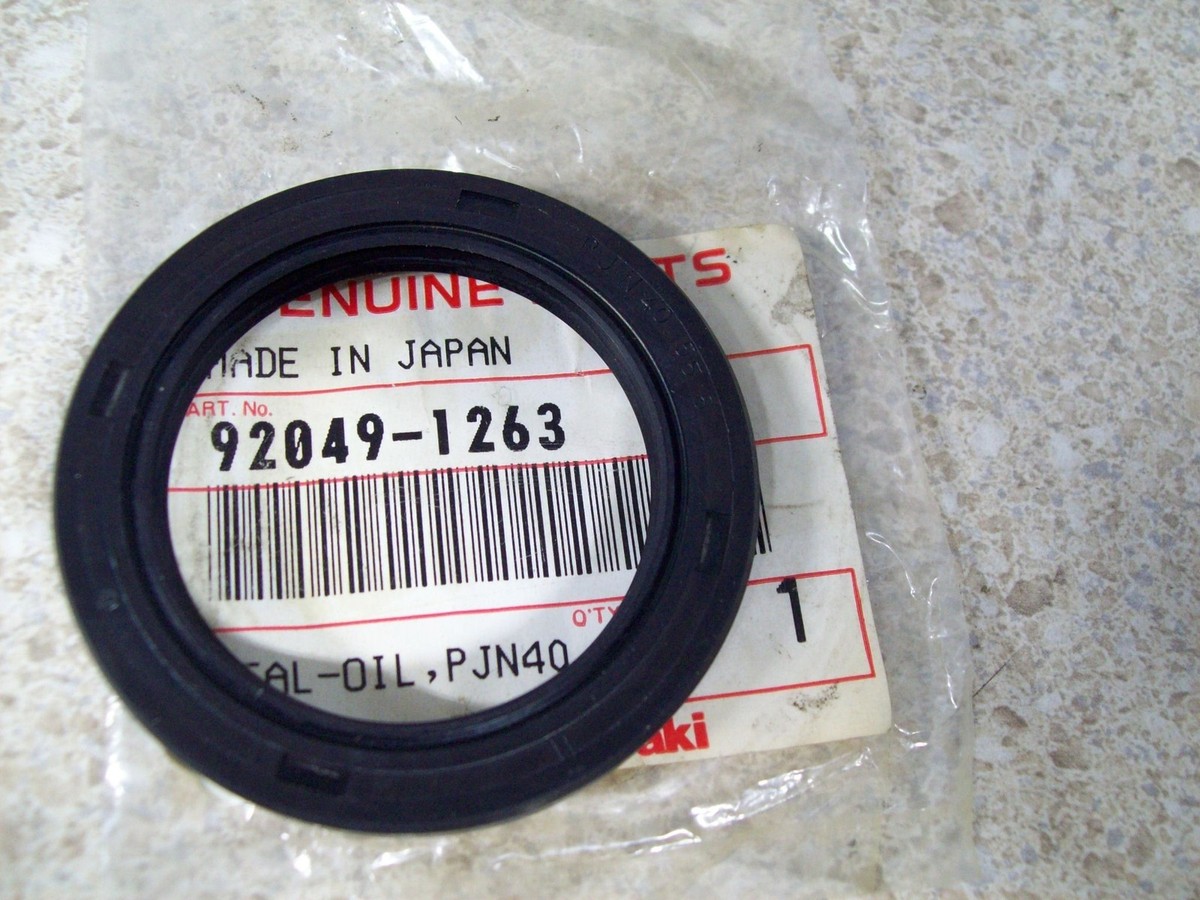 ENUINE TS
MADE IN JAPAN
ART. No.
92049-1263
Q'TY
1
EAL-OIL,PJN40
aki